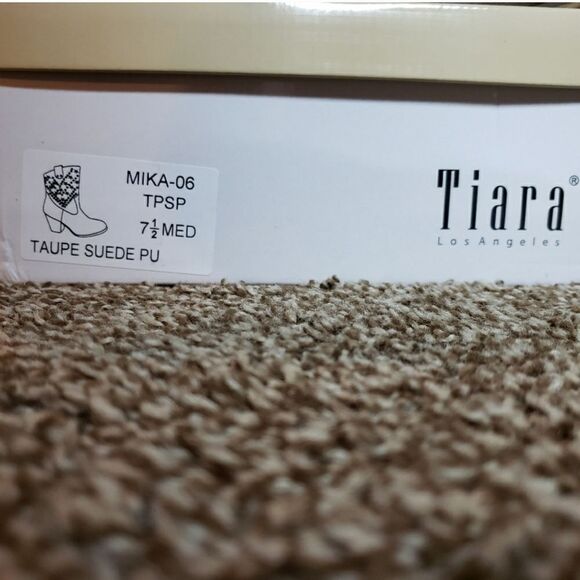 MIKA-06
TPSP
7½ MED
TAUPE SUEDE PU
Tiara®
Los Angeles